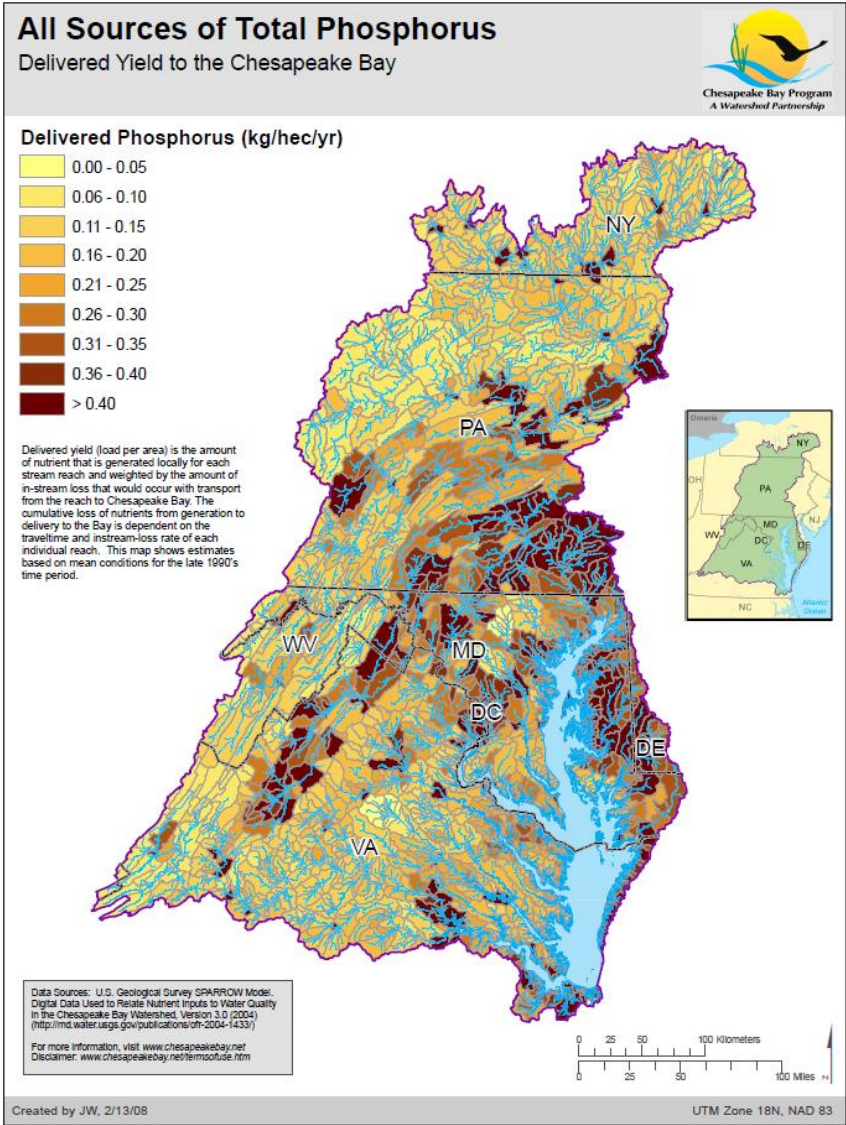 All Sources of Total Phosphorus
Delivered Yield to the Chesapeake Bay
Chesapeake Bay Program
A Watershed Partnership
Delivered Phosphorus (kg/hec/yr)
0.00 - 0.05
0.06 - 0.10
0.11 - 0.15
0.16 - 0.20
0.21 - 0.25
0.26 - 0.30
0.31 - 0.35
0.36 - 0.40
> 0.40
Delivered yield (load per area) is the amount
of nutrient that is generated locally for each
stream reach and weighted by the amount of
in-stream loss that would occur with transport
from the reach to Chesapeake Bay. The
cumulative loss of nutrients from generation to
delivery to the Bay is dependent on the
traveltime and instream-loss rate of each
individual reach. This map shows estimates
based on mean conditions for the late 1990's
time period.
NY
PA
WV
MD
DC
DE
VA
Ontario
NY
OH
PA
NJ
MD
WV
DC
DE
VA
NC
Atlantic
Ocean
Data Sources: U.S. Geological Survey SPARROW Model.
Digital Data Used to Relate Nutrient Inputs to Water Quality
in the Chesapeake Bay Watershed, Version 3.0 (2004)
(http://md.water.usgs.gov/publications/ofr-2004-1433/)
For more information, visit www.chesapeakebay.net
Disclaimer: www.chesapeakebay.net/termsofuse.htm
0 25 50 100 Kilometers
0 25 50 100 Miles
N
Created by JW, 2/13/08
UTM Zone 18N, NAD 83